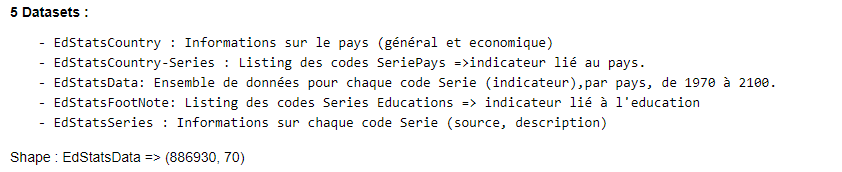 5 Datasets :
- EdStatsCountry : Informations sur le pays (général et economique)
- EdStatsCountry-Series : Listing des codes SeriePays =>indicateur lié au pays.
- EdStatsData: Ensemble de données pour chaque code Serie (indicateur),par pays, de 1970 à 2100.
- EdStatsFootNote: Listing des codes Series Educations => indicateur lié à l'education
- EdStatsSeries : Informations sur chaque code Serie (source, description)
Shape : EdStatsData => (886930, 70)